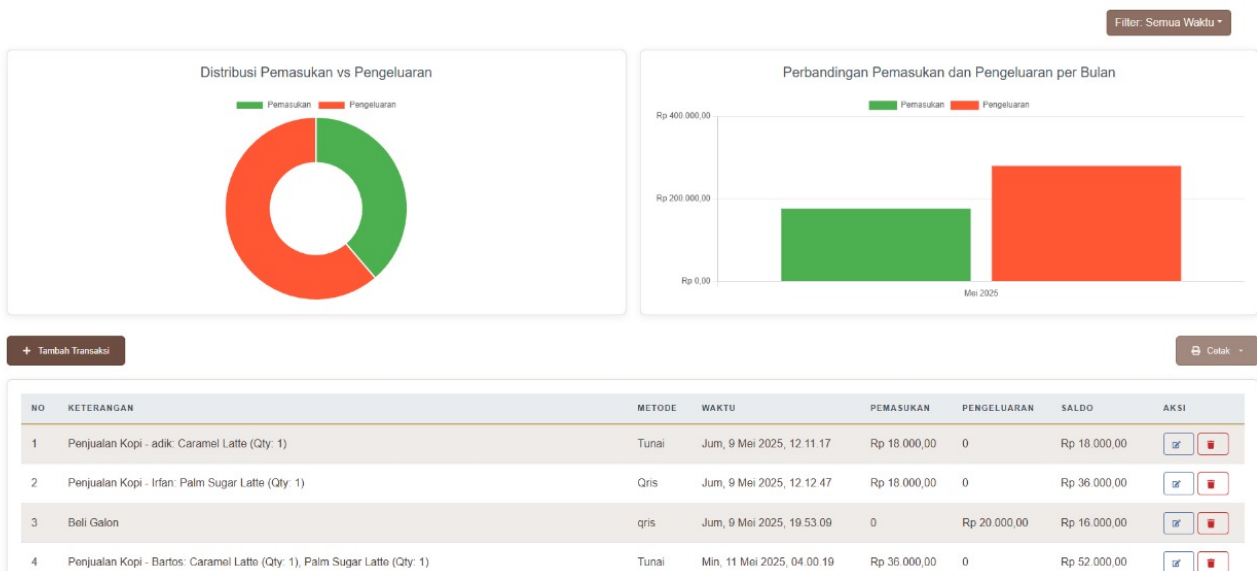 Filter: Semua Waktu
Distribusi Pemasukan vs Pengeluaran
Pemasukan Pengeluaran
Perbandingan Pemasukan dan Pengeluaran per Bulan
Pemasukan Pengeluaran
Rp 400.000,00
Rp 200.000,00
Rp 0,00
Mei 2025
+ Tambah Transaksi
Cetak
NO KETERANGAN METODE WAKTU PEMASUKAN PENGELUARAN SALDO AKSI
1 Penjualan Kopi - adik: Caramel Latte (Qty: 1) Tunai Jum, 9 Mei 2025, 12.11.17 Rp 18.000,00 0 Rp 18.000,00
2 Penjualan Kopi - Irfan: Palm Sugar Latte (Qty: 1) Qris Jum, 9 Mei 2025, 12.12.47 Rp 18.000,00 0 Rp 36.000,00
3 Beli Galon qris Jum, 9 Mei 2025, 19.53.09 0 Rp 20.000,00 Rp 16.000,00
4 Penjualan Kopi - Bartos: Caramel Latte (Qty: 1), Palm Sugar Latte (Qty: 1) Tunai Min, 11 Mei 2025, 04.00.19 Rp 36.000,00 0 Rp 52.000,00